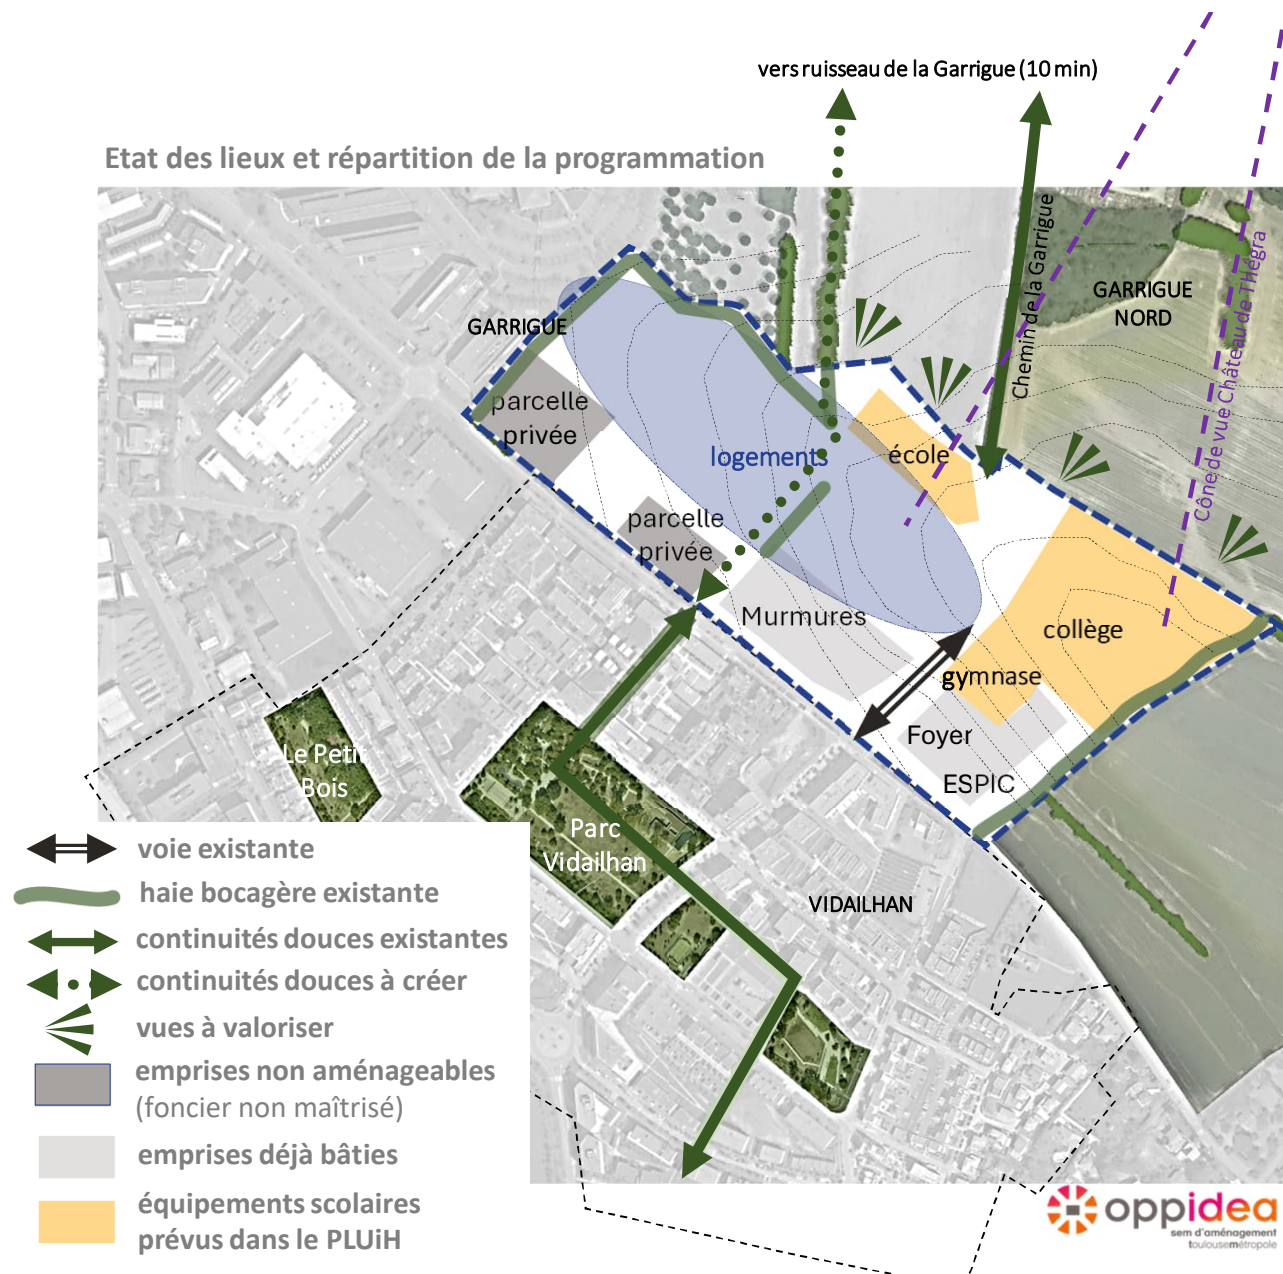 vers ruisseau de la Garrigue (10 min)
Etat des lieux et répartition de la programmation
Chemin de la Garrigue
Cône de vue Château de Thégra
GARRIGUE
NORD
GARRIGUE
parcelle
privée
logements
école
parcelle
privée
Murmures
collège
gymnase
Foyer
ESPIC
Le Petit
Bois
Parc
Vidailhan
VIDAILHAN
voie existante
haie bocagère existante
continuités douces existantes
continuités douces à créer
vues à valoriser
emprises non aménageables
(foncier non maîtrisé)
emprises déjà bâties
équipements scolaires
prévus dans le PLUiH
oppidea
sem d'aménagement
toulousemétropole